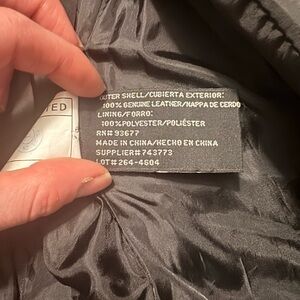 OUTER SHELL/CUBIERTA EXTERIOR:
100% GENUINE LEATHER/NAPPA DE CERDO
LINING/FORRO:
100%POLYESTER/POLIÉSTER
RN# 93677
MADE IN CHINA/HECHO EN CHINA
SUPPLIER# 743773
LOT# 264-4604